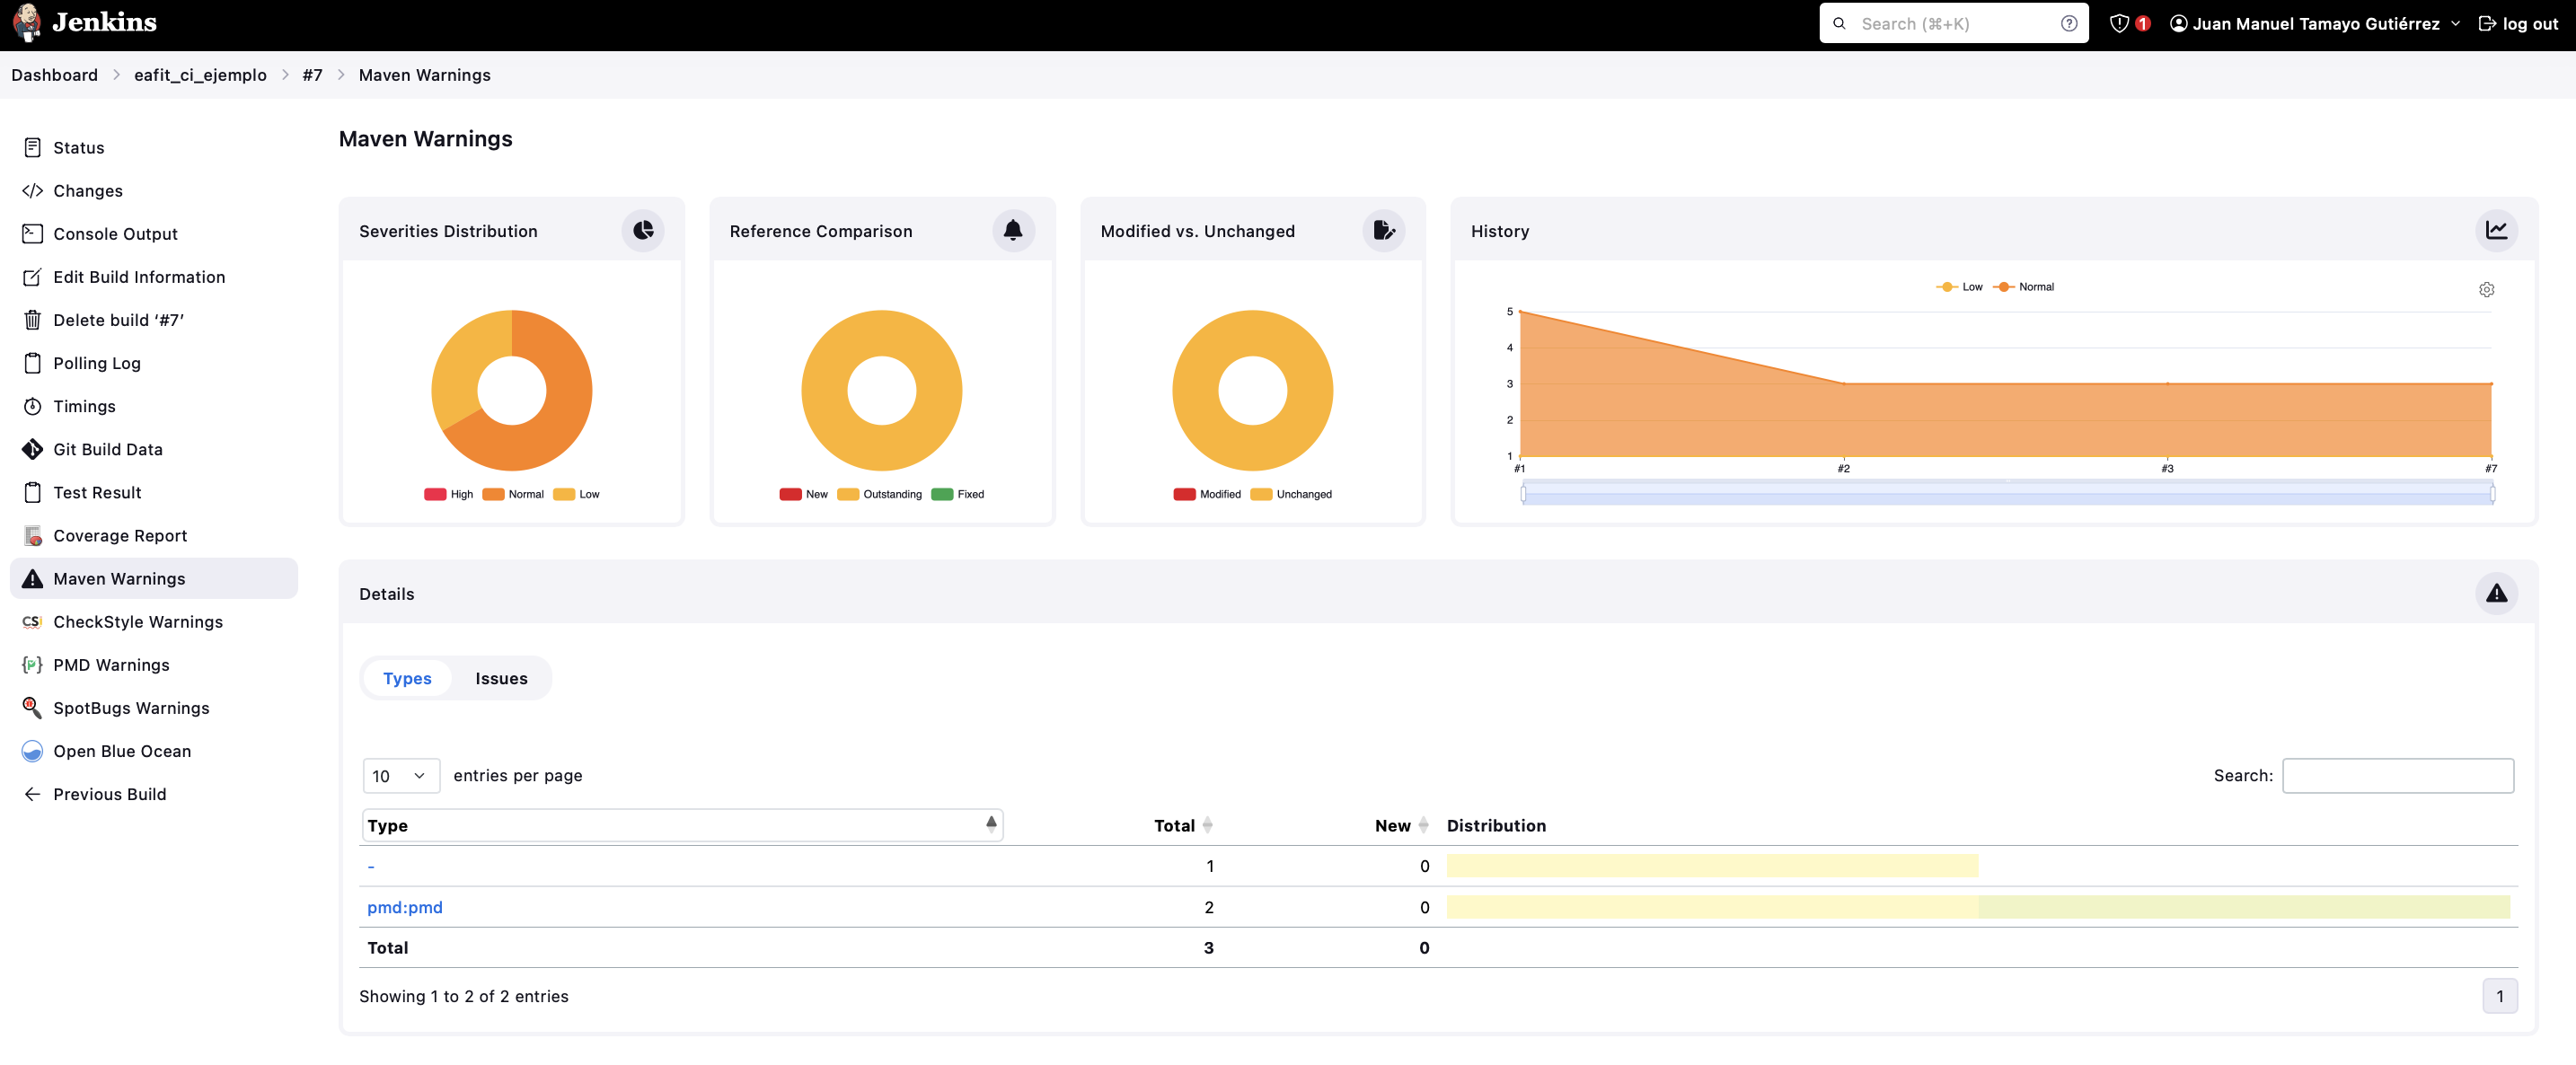 Jenkins
Search (⌘+K)
1
Juan Manuel Tamayo Gutiérrez
log out
Dashboard > eafit_ci_ejemplo > #7 > Maven Warnings
Status
Changes
Console Output
Edit Build Information
Delete build ‘#7’
Polling Log
Timings
Git Build Data
Test Result
Coverage Report
Maven Warnings
CheckStyle Warnings
PMD Warnings
SpotBugs Warnings
Open Blue Ocean
Previous Build
Maven Warnings
Severities Distribution
High Normal Low
Reference Comparison
New Outstanding Fixed
Modified vs. Unchanged
Modified Unchanged
History
Low Normal
5
4
3
2
1
#1 #2 #3 #7
Details
Types Issues
10 entries per page
Search:
Type Total New Distribution
- 1 0
pmd:pmd 2 0
Total 3 0
Showing 1 to 2 of 2 entries
1